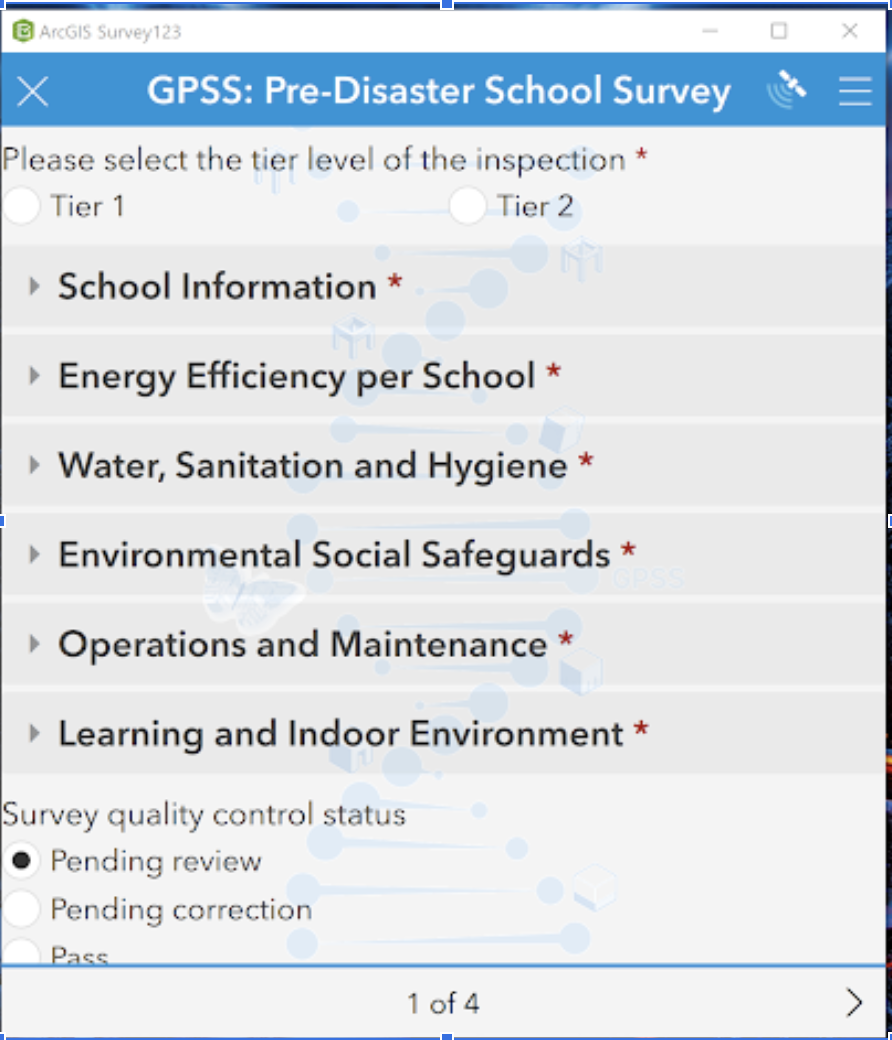 ArcGIS Survey123
GPSS: Pre-Disaster School Survey
Please select the tier level of the inspection *
Tier 1 Tier 2
School Information *
Energy Efficiency per School *
Water, Sanitation and Hygiene *
Environmental Social Safeguards *
GPSS
Operations and Maintenance *
Learning and Indoor Environment *
Survey quality control status
Pending review
Pending correction
Pass
1 of 4